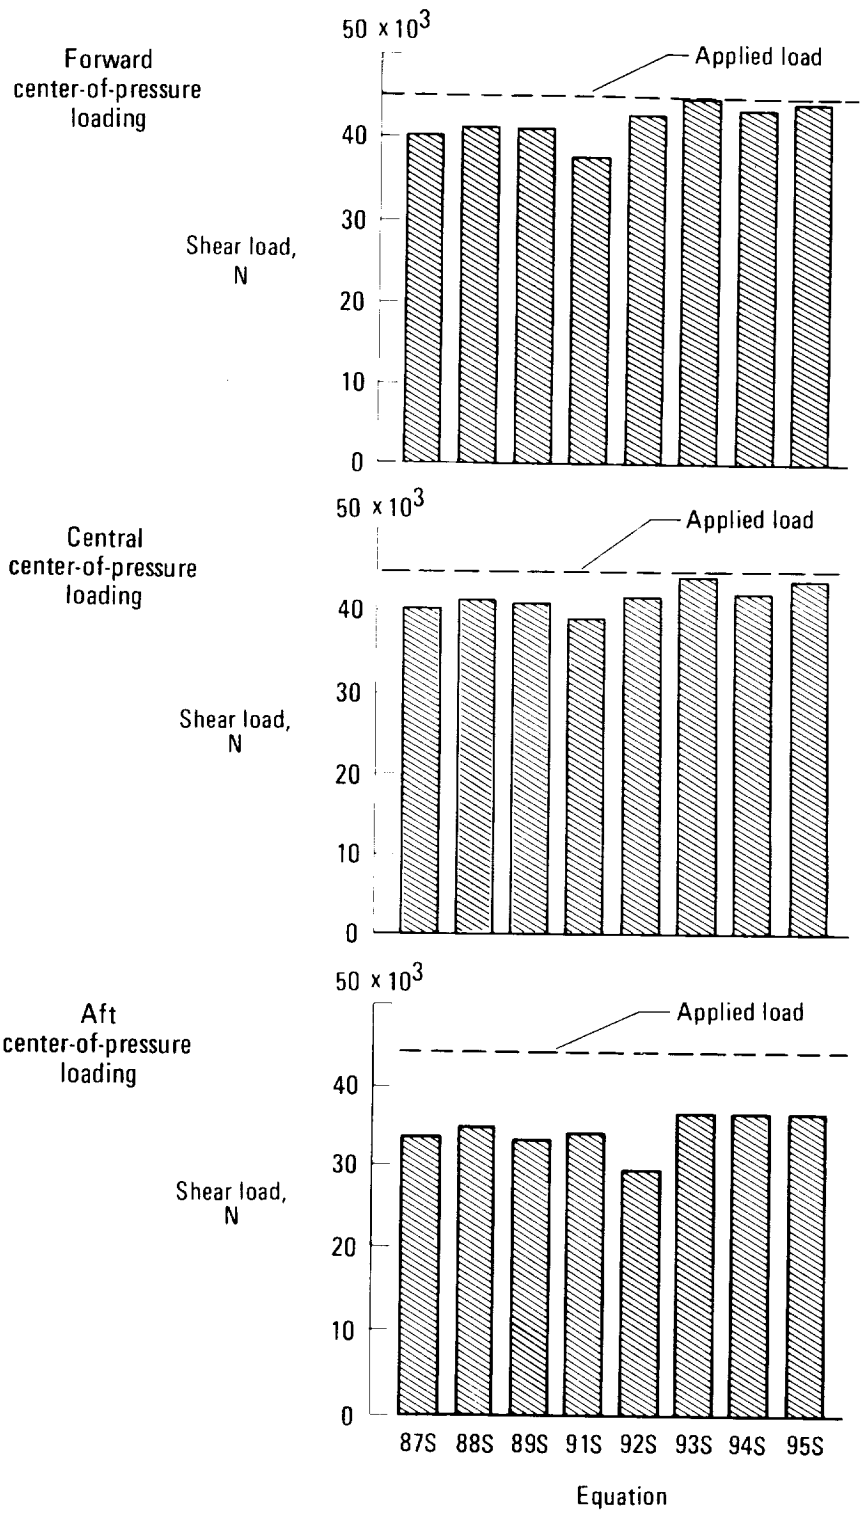 50 × 10³
Forward
center-of-pressure
loading
Applied load
40
30
Shear load,
N
20
10
0
50 × 10³
Central
center-of-pressure
loading
Applied load
40
30
Shear load,
N
20
10
0
50 × 10³
Aft
center-of-pressure
loading
Applied load
40
30
Shear load,
N
20
10
0
87S 88S 89S 91S 92S 93S 94S 95S
Equation